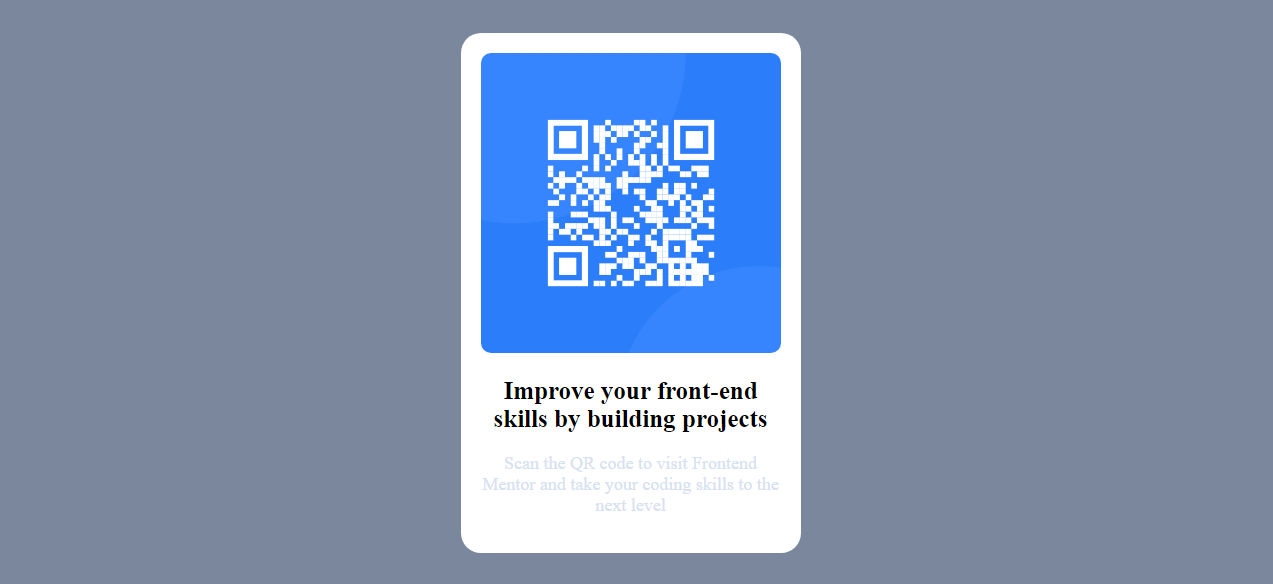 Improve your front-end
skills by building projects
Scan the QR code to visit Frontend
Mentor and take your coding skills to the
next level